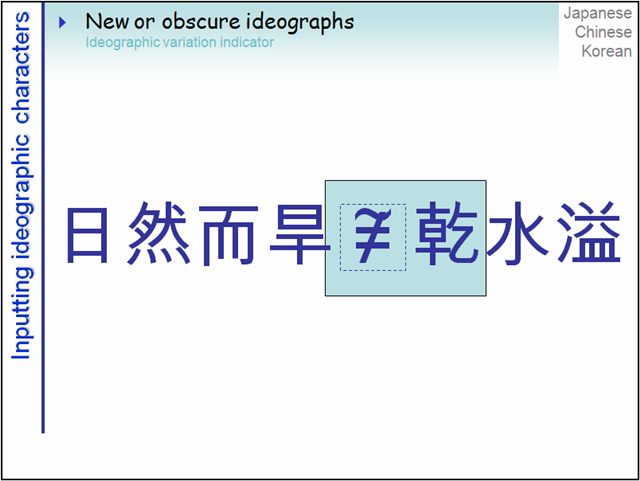 New or obscure ideographs
Ideographic variation indicator
Japanese
Chinese
Korean
Inputting ideographic characters
日然而旱〾乾水溢